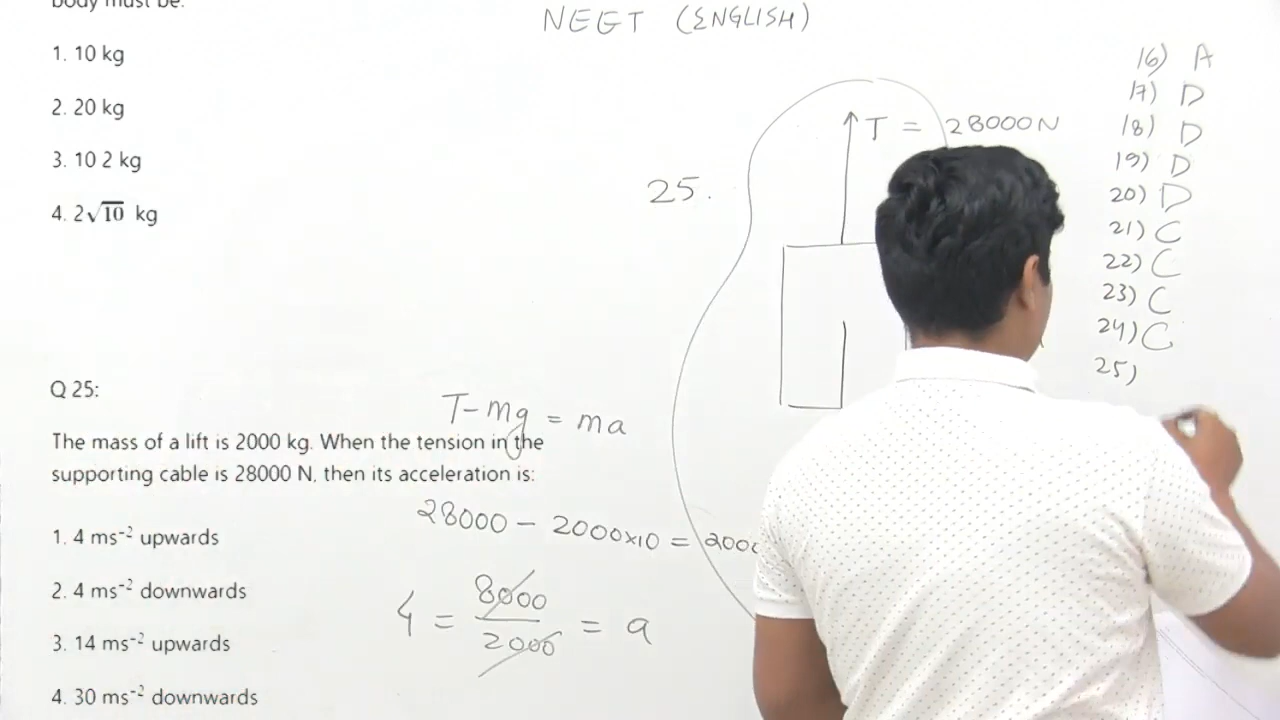 body must be:
NEET (ENGLISH)
1. 10 kg
2. 20 kg
3. 10 2 kg
4. 2√10 kg
T = 28000N
25.
16) A
17) D
18) D
19) D
20) D
21) C
22) C
23) C
24) C
25)
Q 25:
T-mg = ma
The mass of a lift is 2000 kg. When the tension in the
supporting cable is 28000 N, then its acceleration is:
28000 - 2000x10 = 200
1. 4 ms⁻² upwards
2. 4 ms⁻² downwards
4 = 8000 / 2000 = a
3. 14 ms⁻² upwards
4. 30 ms⁻² downwards